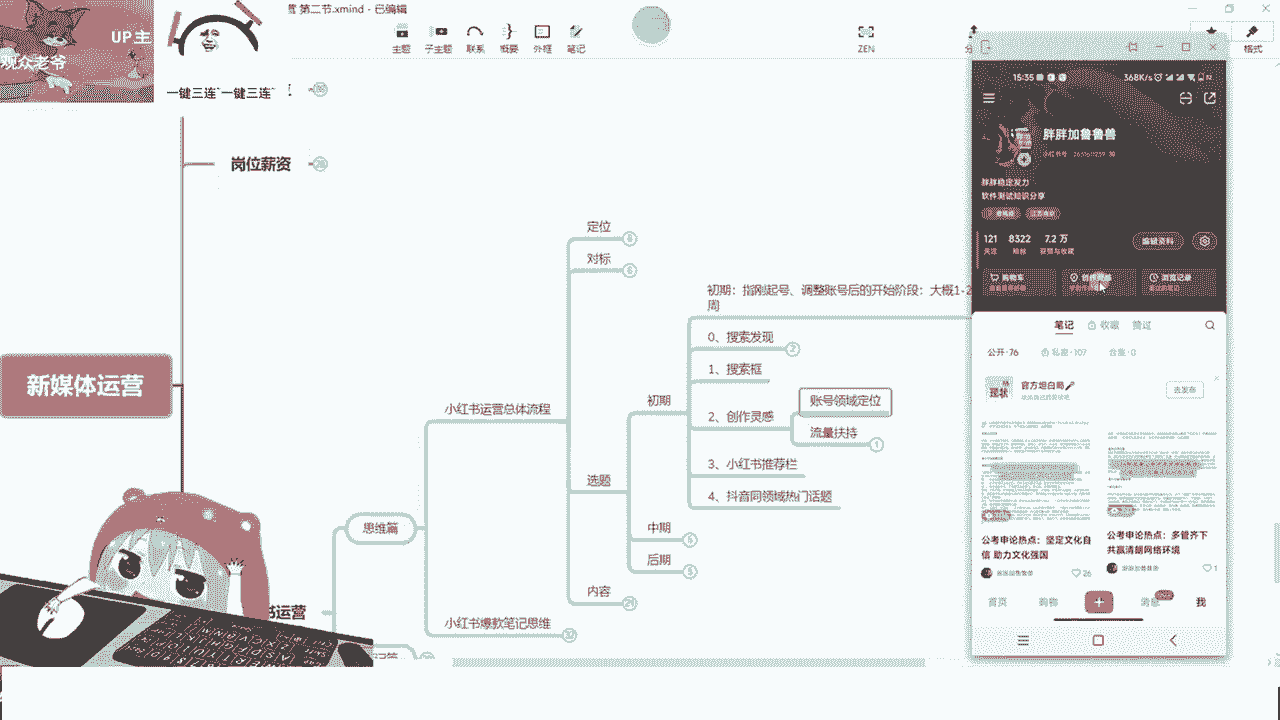 第二节.xmind - 已编辑
UP主
观众老爷
一键三连 一键三连 !
主题
子主题
联系
概要
外框
笔记
ZEN
格式
岗位薪资
新媒体运营
思维篇
书运营
小红书运营总体流程
小红书爆款笔记思维
定位
6
对标
6
选题
初期
初期：指刚起号、调整账号后的开始阶段：大概1-2
周
0、搜索发现
2
1、搜索框
2、创作灵感
账号领域定位
流量扶持
1
3、小红书推荐栏
4、抖音同领域热门话题
中期
后期
内容
15:35
368K/s
胖胖加鲁鲁兽
胖胖稳定发力
软件测试知识分享
121
8322
7.2 万
关注
粉丝
获赞与收藏
编辑资料
购物车
浏览记录
笔记
收藏
赞过
公开·76
私密·107
合集·0
官方坦白局
去发布
公考申论热点：坚定文化自
信 助力文化强国
26
公考申论热点：多管齐下
共赢清朗网络环境
1
首页
购物
消息
我